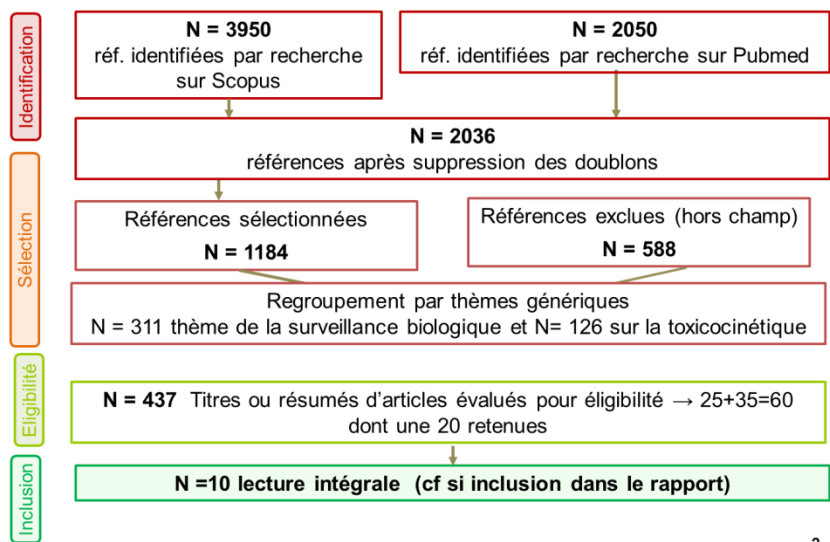 Identification
N = 3950
réf. identifiées par recherche
sur Scopus
N = 2050
réf. identifiées par recherche sur Pubmed
N = 2036
références après suppression des doublons
Sélection
Références sélectionnées
N = 1184
Références exclues (hors champ)
N = 588
Regroupement par thèmes génériques
N = 311 thème de la surveillance biologique et N= 126 sur la toxicocinétique
Eligibilité
N = 437 Titres ou résumés d'articles évalués pour éligibilité → 25+35=60
dont une 20 retenues
Inclusion
N =10 lecture intégrale (cf si inclusion dans le rapport)